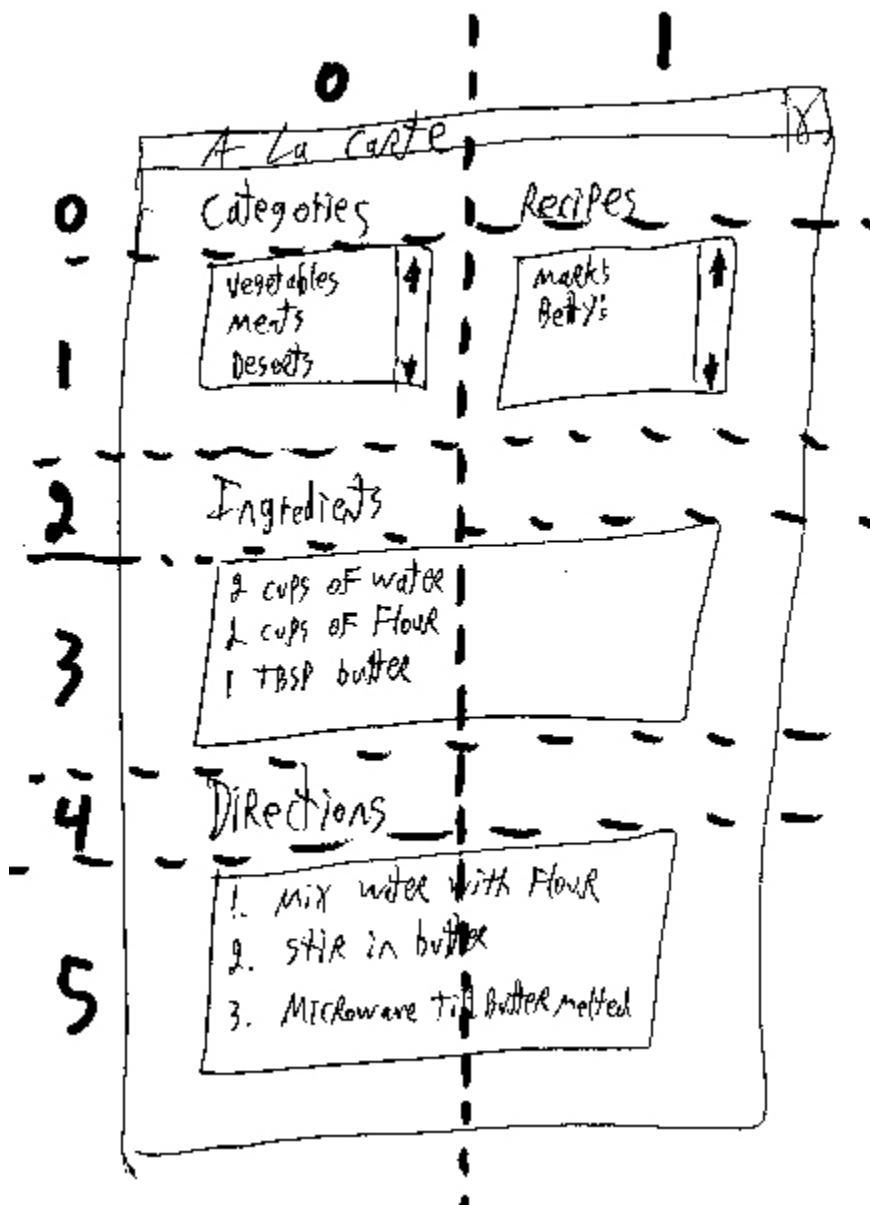 0 1
A La Carte X
0 Categories Recipes
1
Vegetables
Meats
Deserts
Marks
Betty's
2 Ingredients
3
2 cups of water
2 cups of Flour
1 TBSP butter
4 Directions
5
1. Mix water with Flour
2. Stir in butter
3. Microwave till Butter melted